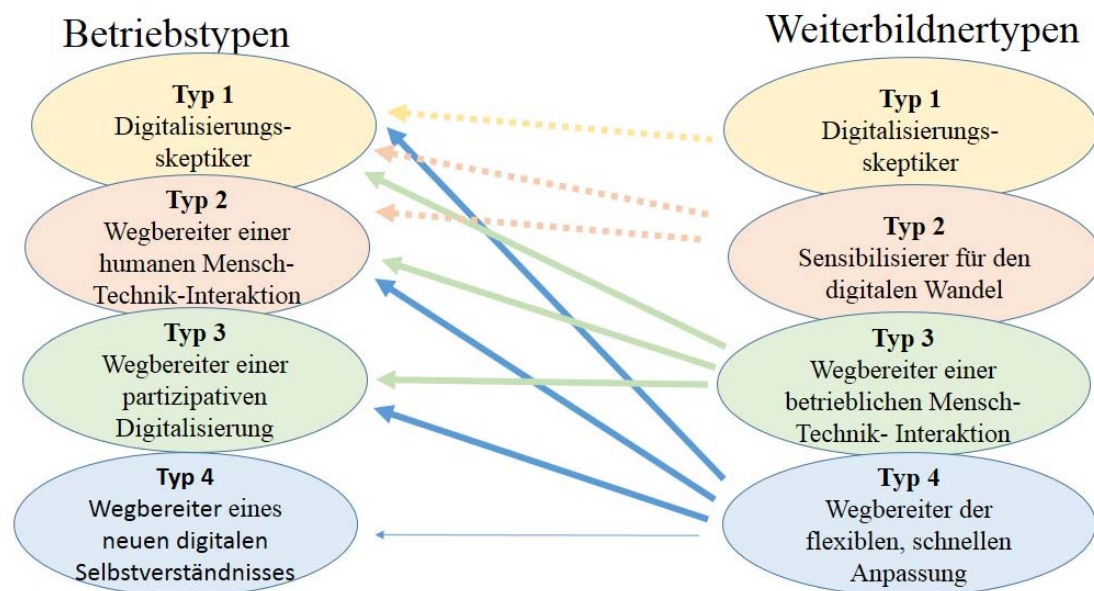 Betriebstypen
Typ 1
Digitalisierungs-
skeptiker
Typ 2
Wegbereiter einer
humanen Mensch-
Technik-Interaktion
Typ 3
Wegbereiter einer
partizipativen
Digitalisierung
Typ 4
Wegbereiter eines
neuen digitalen
Selbstverständnisses
Weiterbildnertypen
Typ 1
Digitalisierungs-
skeptiker
Typ 2
Sensibilisierer für den
digitalen Wandel
Typ 3
Wegbereiter einer
betrieblichen Mensch-
Technik- Interaktion
Typ 4
Wegbereiter der
flexiblen, schnellen
Anpassung